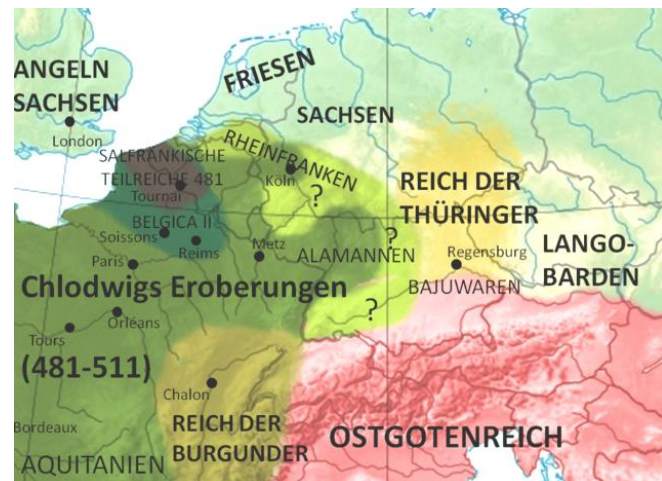 ANGELN
SACHSEN
London
FRIESEN
SACHSEN
RHEINFRANKEN
SALFRÄNKISCHE
TEILREICHE 481
Tournai
Köln
?
REICH DER
THÜRINGER
BELGICA II
Soissons
Reims
Metz
Paris
ALAMANNEN
?
Regensburg
BAJUWAREN
LANGO-
BARDEN
Chlodwigs Eroberungen
(481-511)
?
Orléans
Tours
Chalon
REICH DER
BURGUNDER
Bordeaux
AQUITANIEN
OSTGOTENREICH